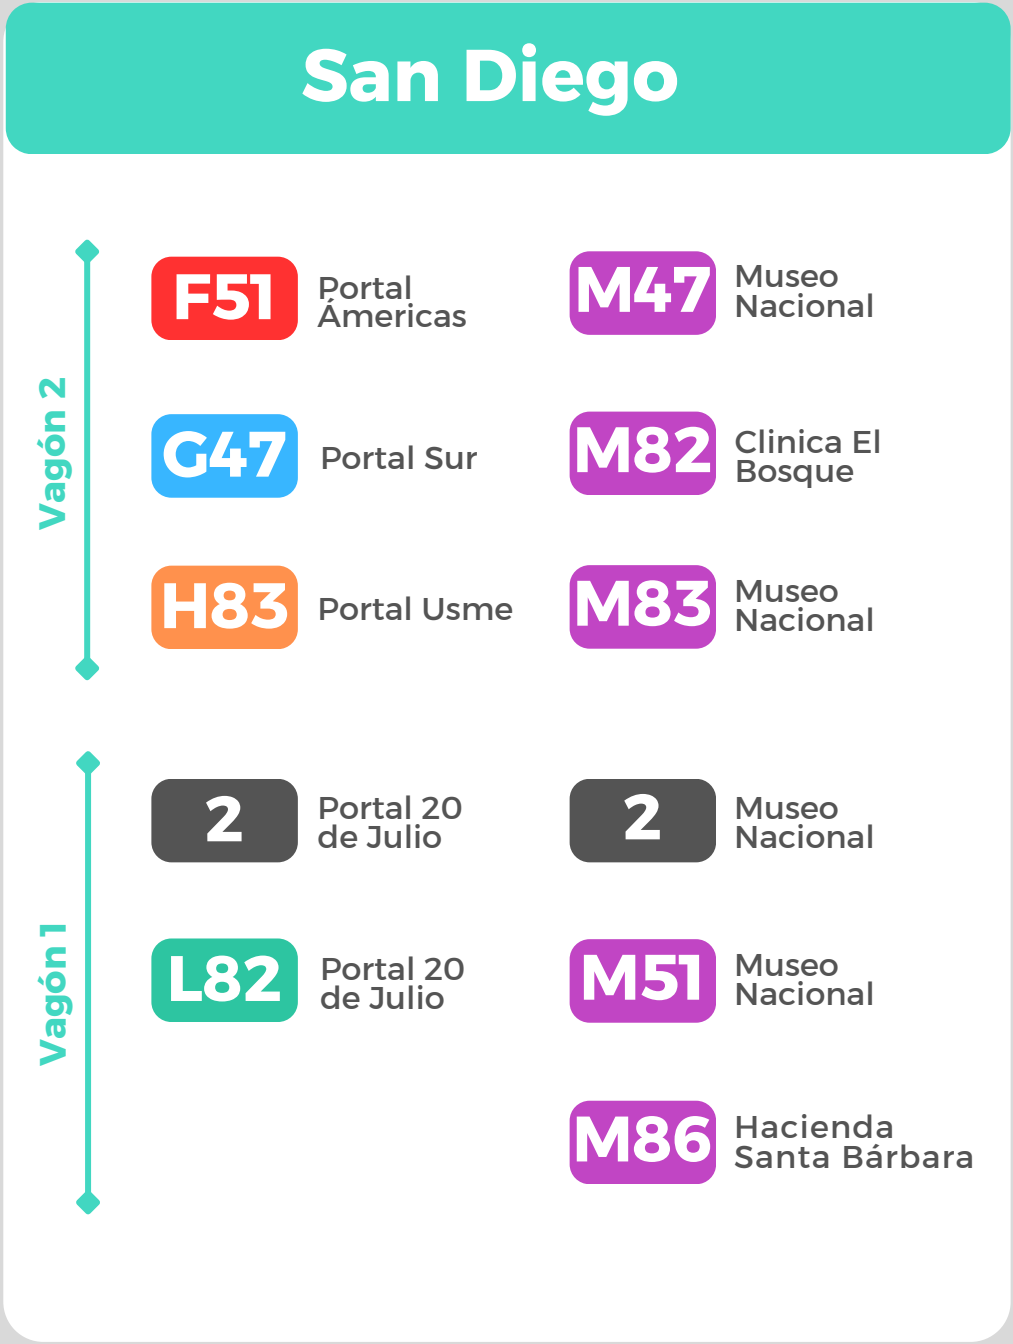 San Diego
Vagón 2
F51
Portal
Ámericas
M47
Museo
Nacional
G47
Portal Sur
M82
Clinica El
Bosque
H83
Portal Usme
M83
Museo
Nacional
Vagón 1
2
Portal 20
de Julio
2
Museo
Nacional
L82
Portal 20
de Julio
M51
Museo
Nacional
M86
Hacienda
Santa Bárbara